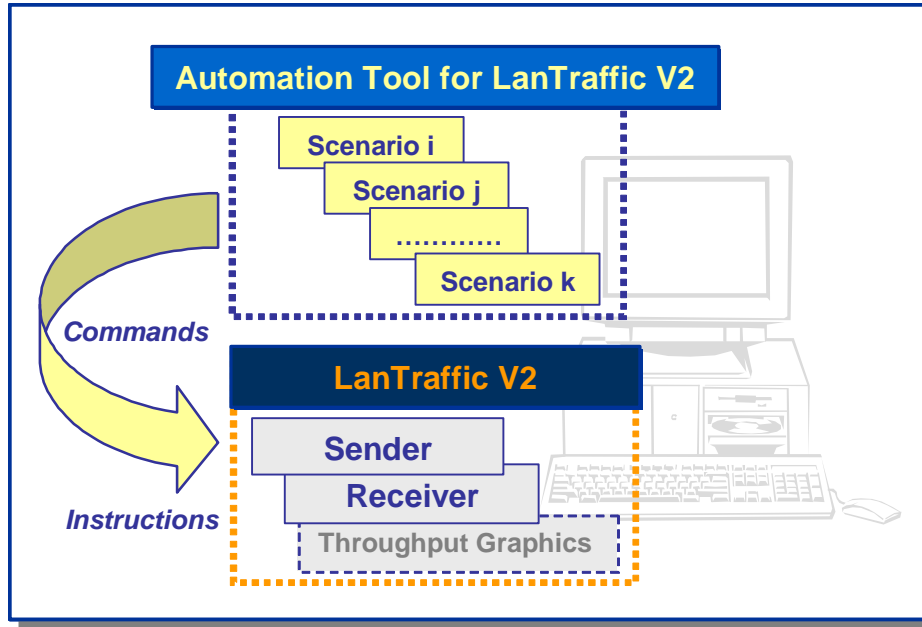 Automation Tool for LanTraffic V2
Scenario i
Scenario j
............
Scenario k
Commands
LanTraffic V2
Sender
Receiver
Instructions
Throughput Graphics